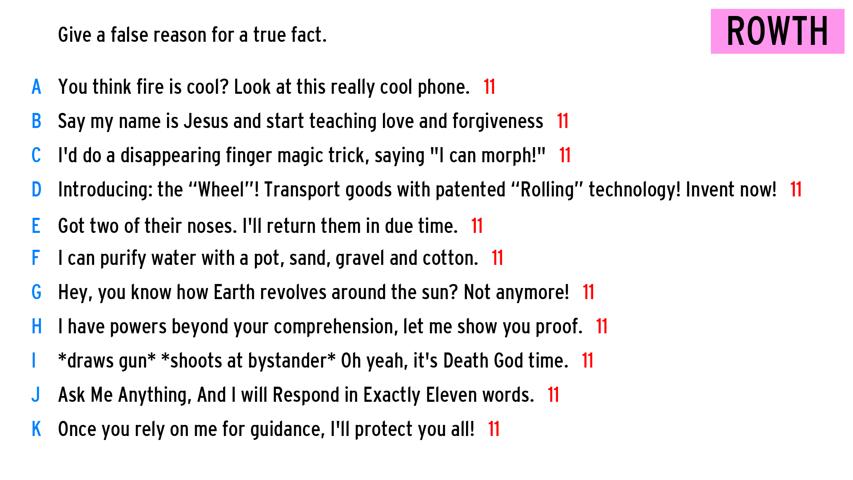 Give a false reason for a true fact.
ROWTH
A You think fire is cool? Look at this really cool phone. 11
B Say my name is Jesus and start teaching love and forgiveness 11
C I'd do a disappearing finger magic trick, saying "I can morph!" 11
D Introducing: the “Wheel”! Transport goods with patented “Rolling” technology! Invent now! 11
E Got two of their noses. I'll return them in due time. 11
F I can purify water with a pot, sand, gravel and cotton. 11
G Hey, you know how Earth revolves around the sun? Not anymore! 11
H I have powers beyond your comprehension, let me show you proof. 11
I *draws gun* *shoots at bystander* Oh yeah, it's Death God time. 11
J Ask Me Anything, And I will Respond in Exactly Eleven words. 11
K Once you rely on me for guidance, I'll protect you all! 11